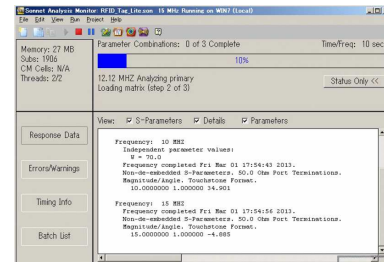 Sonnet Analysis Monitor: RFID_Tag_Lite.son 15 MHz Running on WIN7 (Local)
File Edit View Run Project Help
Memory: 27 MB
Subs: 1906
CM Cells: N/A
Threads: 2/2
Parameter Combinations: 0 of 3 Complete
Time/Freq: 10 sec
10%
12.12 MHZ Analyzing primary
Loading matrix (step 2 of 3)
Status Only <<
View: S-Parameters Details Parameters
Response Data
Errors/Warnings
Timing Info
Batch List
Frequency: 10 MHZ
Independent parameter values:
W = 70.0
Frequency completed Fri Mar 01 17:54:43 2013.
Non-de-embedded S-Parameters. 50.0 Ohm Port Terminations.
Magnitude/Angle. Touchstone Format.
10.0000000 1.000000 34.901
Frequency: 15 MHZ
Frequency completed Fri Mar 01 17:54:56 2013.
Non-de-embedded S-Parameters. 50.0 Ohm Port Terminations.
Magnitude/Angle. Touchstone Format.
15.0000000 1.000000 -4.885